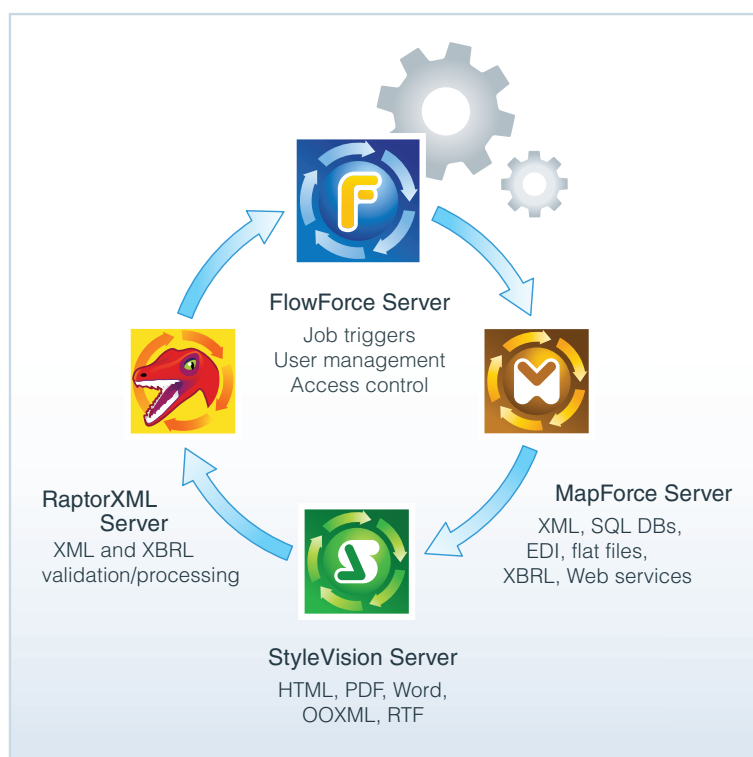 FlowForce Server
Job triggers
User management
Access control
MapForce Server
XML, SQL DBs,
EDI, flat files,
XBRL, Web services
StyleVision Server
HTML, PDF, Word,
OOXML, RTF
RaptorXML
Server
XML and XBRL
validation/processing